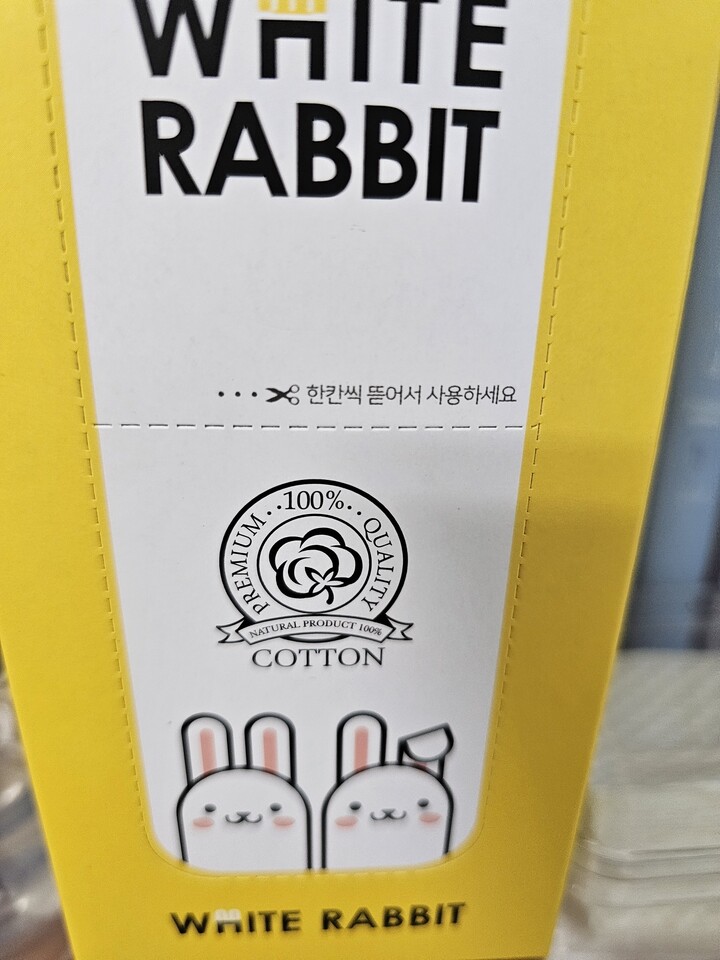 WHITE
RABBIT
한칸씩 뜯어서 사용하세요
PREMIUM 100% QUALITY
NATURAL PRODUCT 100%
COTTON
WHITE RABBIT